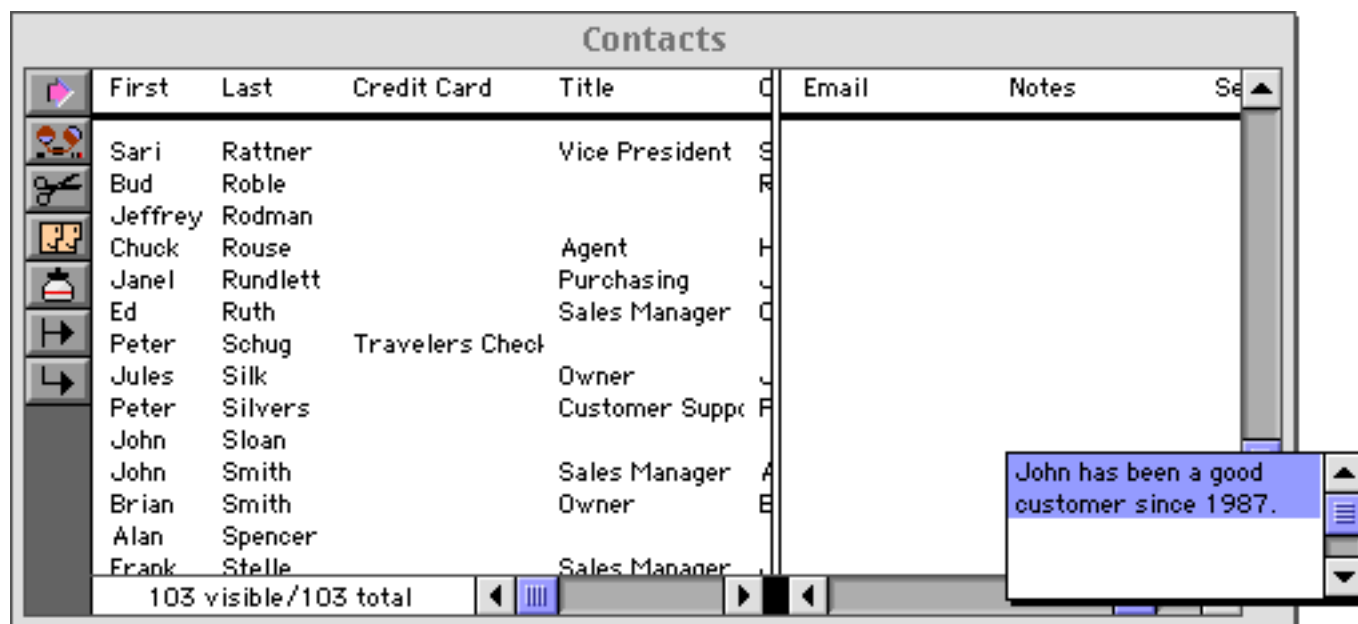 Contacts
First Last Credit Card Title Email Notes Se
Sari Rattner Vice President S
Bud Roble R
Jeffrey Rodman
Chuck Rouse Agent H
Janel Rundlett Purchasing J
Ed Ruth Sales Manager
Peter Schug Travelers Check
Jules Silk Owner J
Peter Silvers Customer Suppo
John Sloan
John Smith Sales Manager A John has been a good
Brian Smith Owner E customer since 1987.
Alan Spencer
Frank Stelle Sales Manager
103 visible/103 total